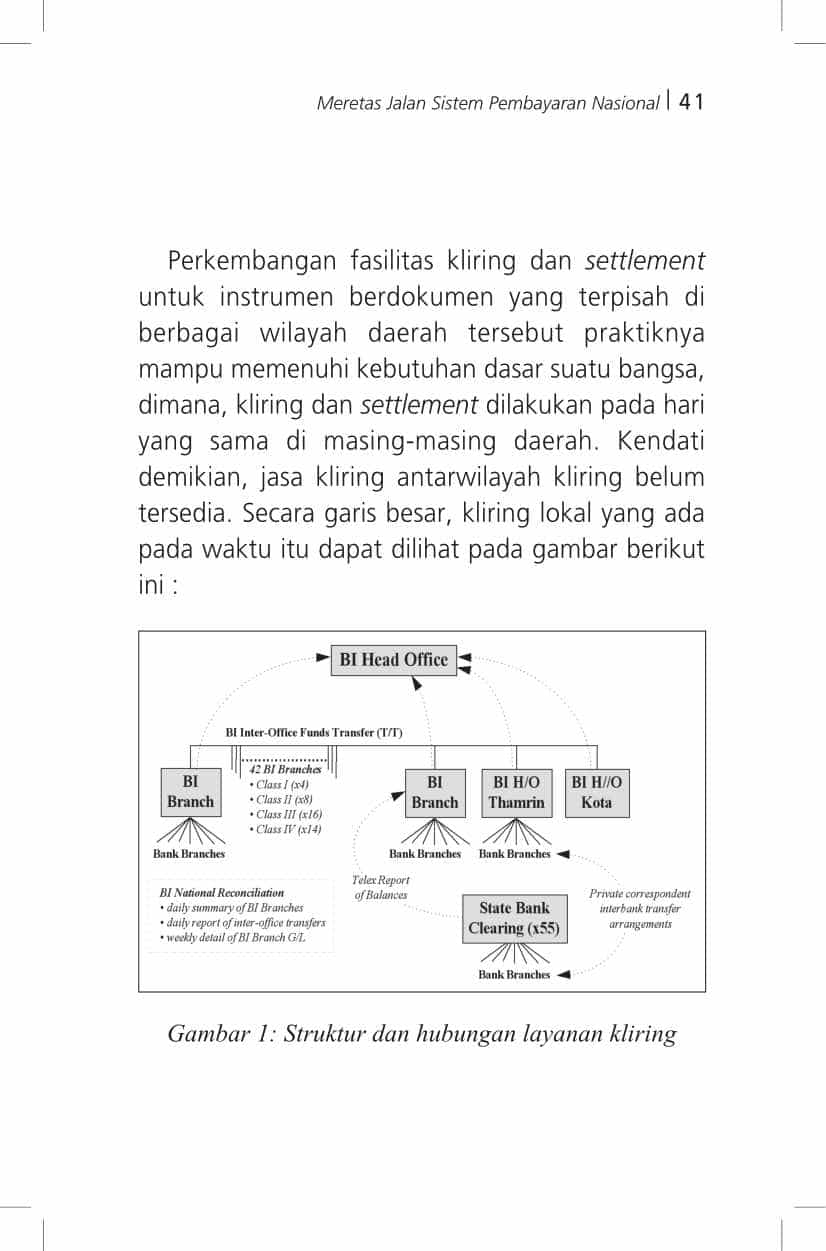 Meretas Jalan Sistem Pembayaran Nasional | 41
Perkembangan fasilitas kliring dan settlement
untuk instrumen berdokumen yang terpisah di
berbagai wilayah daerah tersebut praktiknya
mampu memenuhi kebutuhan dasar suatu bangsa,
dimana, kliring dan settlement dilakukan pada hari
yang sama di masing-masing daerah. Kendati
demikian, jasa kliring antarwilayah kliring belum
tersedia. Secara garis besar, kliring lokal yang ada
pada waktu itu dapat dilihat pada gambar berikut
ini :
BI Head Office
BI Inter-Office Funds Transfer (T/T)
BI
Branch
42 BI Branches
• Class I (x4)
• Class II (x8)
• Class III (x16)
• Class IV (x14)
BI
Branch
BI H/O
Thamrin
BI H//O
Kota
Bank Branches
Bank Branches
Bank Branches
BI National Reconciliation
• daily summary of BI Branches
• daily report of inter-office transfers
• weekly detail of BI Branch G/L
Telex Report
of Balances
State Bank
Clearing (x55)
Private correspondent
interbank transfer
arrangements
Bank Branches
Gambar 1: Struktur dan hubungan layanan kliring